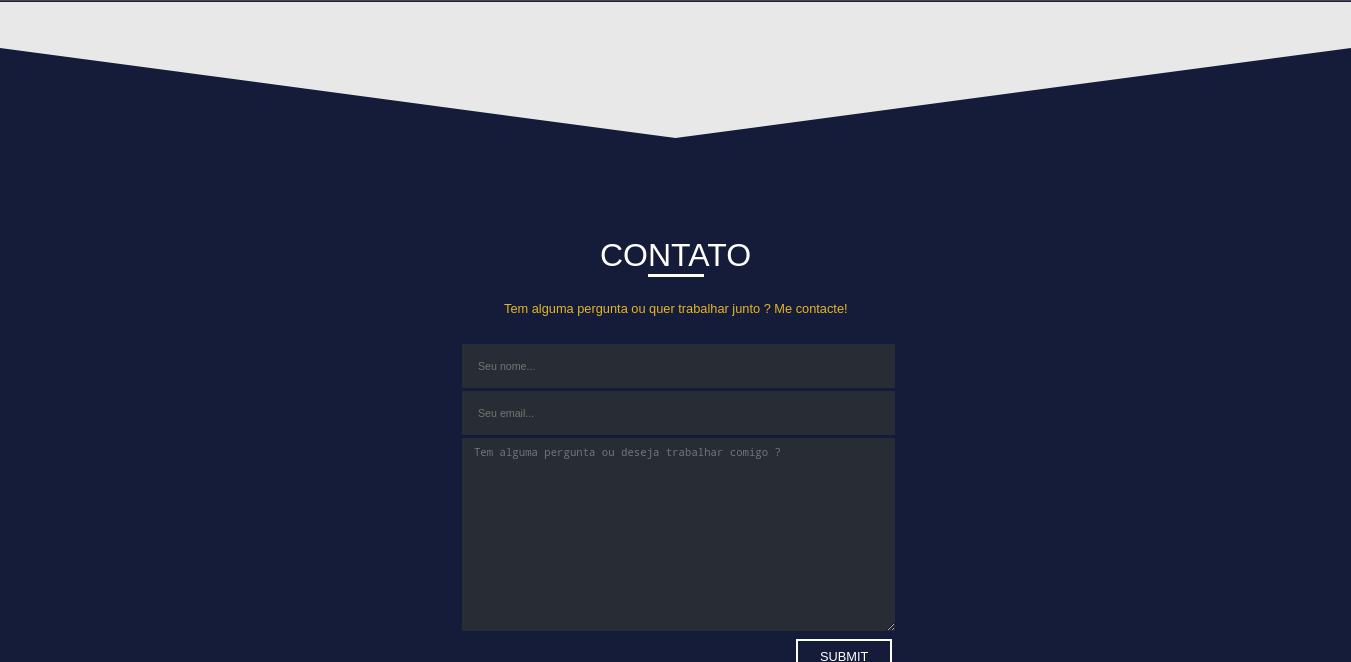 CONTATO
Tem alguma pergunta ou quer trabalhar junto ? Me contacte!
Seu nome...
Seu email...
Tem alguma pergunta ou deseja trabalhar comigo ?
SUBMIT